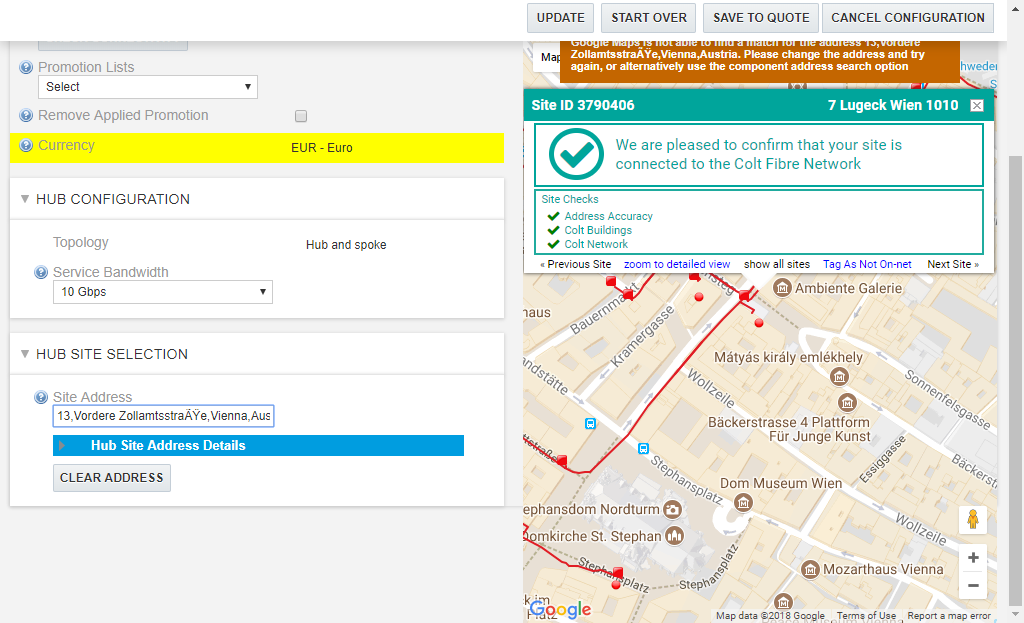 UPDATE
START OVER
SAVE TO QUOTE
CANCEL CONFIGURATION
Promotion Lists
Select
Remove Applied Promotion
Currency
EUR - Euro
HUB CONFIGURATION
Topology
Hub and spoke
Service Bandwidth
10 Gbps
HUB SITE SELECTION
Site Address
13,Vordere ZollamtsstraÃŸe,Vienna,Aus
Hub Site Address Details
CLEAR ADDRESS
Map
Google Maps is not able to find a match for the address 13,Vordere
ZollamtsstraÃŸe,Vienna,Austria. Please change the address and try
again, or alternatively use the component address search option
Site ID 3790406
7 Lugeck Wien 1010
We are pleased to confirm that your site is
connected to the Colt Fibre Network
Site Checks
Address Accuracy
Colt Buildings
Colt Network
« Previous Site
zoom to detailed view
show all sites
Tag As Not On-net
Next Site »
Ambiente Galerie
haus
Bauernmarkt
Kramergasse
nsteg
andstätte
Mátyás király emlékhely
Wollzeile
Sonnenfelsgasse
Bäckerstrasse 4 Plattform
Für Junge Kunst
Essiggasse
Bäckerst
Stephansplatz
Dom Museum Wien
ephansdom Nordturm
Domkirche St. Stephan
Wollzeile
Stephansplatz
Stephansplatz
Mozarthaus Vienna
k im
Platz
Google
Map data ©2018 Google
Terms of Use
Report a map error